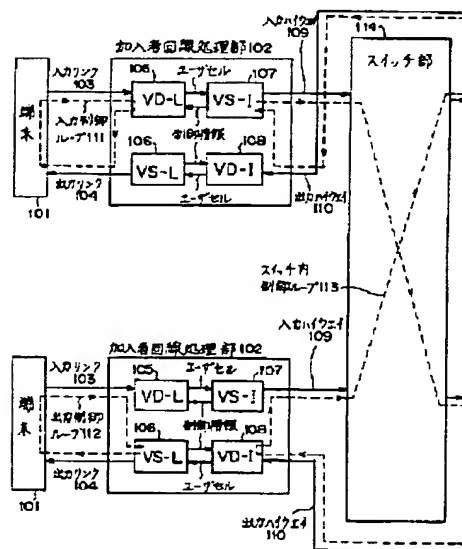 入力ハイウェイ
109
加入者回線処理部102
114
入力リンク
103
105
ユーザセル
107
スイッチ部
VD-L
VS-I
入力制御
ループ111
端末
106
制御情報
108
VS-L
VD-I
出力リンク
104
ユーザセル
出力ハイウェイ
110
101
スイッチ内
制御ループ113
入力ハイウェイ
109
加入者回線処理部102
入力リンク
103
105
ユーザセル
107
VD-L
VS-I
端末
出力制御
ループ112
106
制御情報
108
VS-L
VD-I
出力リンク
104
ユーザセル
101
出力ハイウェイ
110